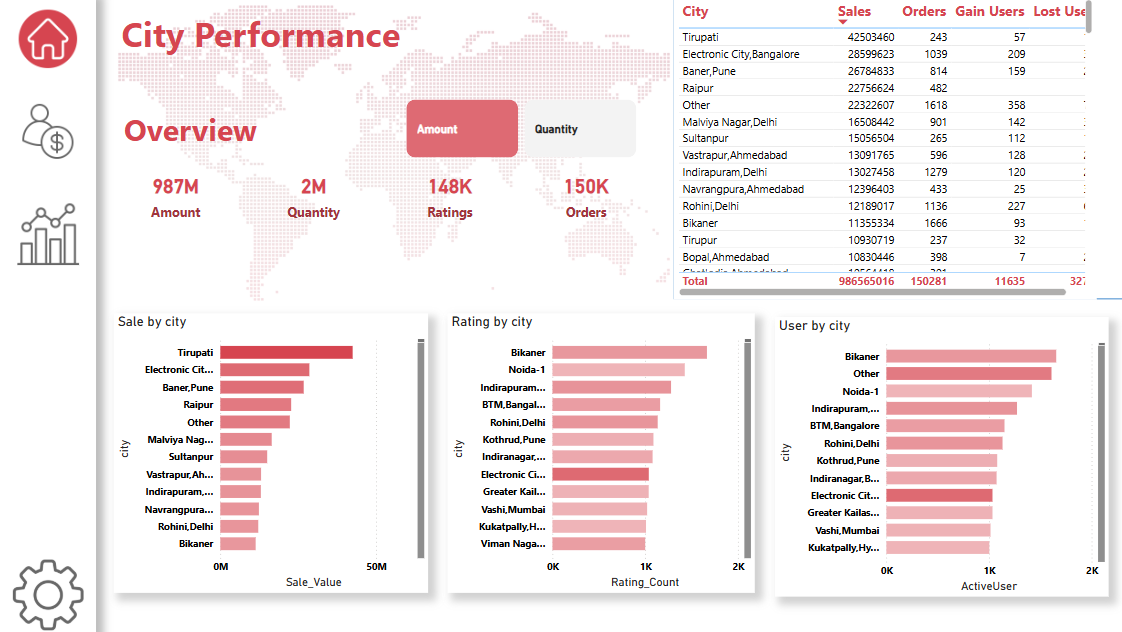 City Performance
Overview
Amount
Quantity
987M
2M
148K
150K
Amount
Quantity
Ratings
Orders
City Sales Orders Gain Users Lost Use
Tirupati 42503460 243 57
Electronic City,Bangalore 28599623 1039 209
Baner,Pune 26784833 814 159
Raipur 22756624 482
Other 22322607 1618 358
Malviya Nagar,Delhi 16508442 901 142
Sultanpur 15056504 265 112
Vastrapur,Ahmedabad 13091765 596 128
Indirapuram,Delhi 13027458 1279 120
Navrangpura,Ahmedabad 12396403 433 25
Rohini,Delhi 12189017 1136 227
Bikaner 11355334 1666 93
Tirupur 10930719 237 32
Bopal,Ahmedabad 10830446 398 7
Total 986565016 150281 11635 327
Sale by city
city
Tirupati
Electronic Cit...
Baner,Pune
Raipur
Other
Malviya Nag...
Sultanpur
Vastrapur,Ah...
Indirapuram,...
Navrangpura...
Rohini,Delhi
Bikaner
0M 50M
Sale_Value
Rating by city
city
Bikaner
Noida-1
Indirapuram...
BTM,Bangal...
Rohini,Delhi
Kothrud,Pune
Indiranagar,...
Electronic Ci...
Greater Kail...
Vashi,Mumbai
Kukatpally,H...
Viman Naga...
0K 1K 2K
Rating_Count
User by city
city
Bikaner
Other
Noida-1
Indirapuram,...
BTM,Bangalore
Rohini,Delhi
Kothrud,Pune
Indiranagar,B...
Electronic Cit...
Greater Kailas...
Vashi,Mumbai
Kukatpally,Hy...
0K 1K 2K
ActiveUser